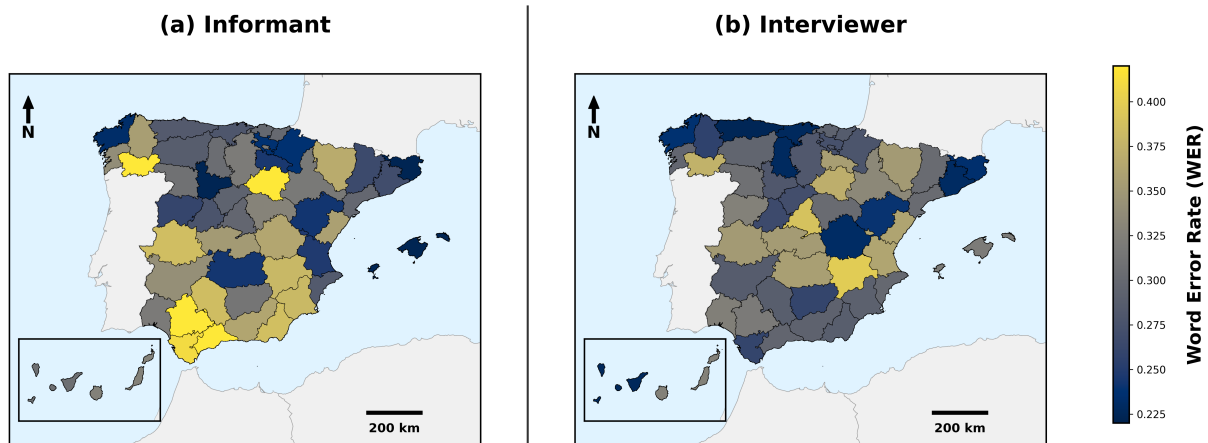 (a) Informant
(b) Interviewer
N
N
200 km
200 km
0.400
0.375
0.350
0.325
0.300
0.275
0.250
0.225
Word Error Rate (WER)